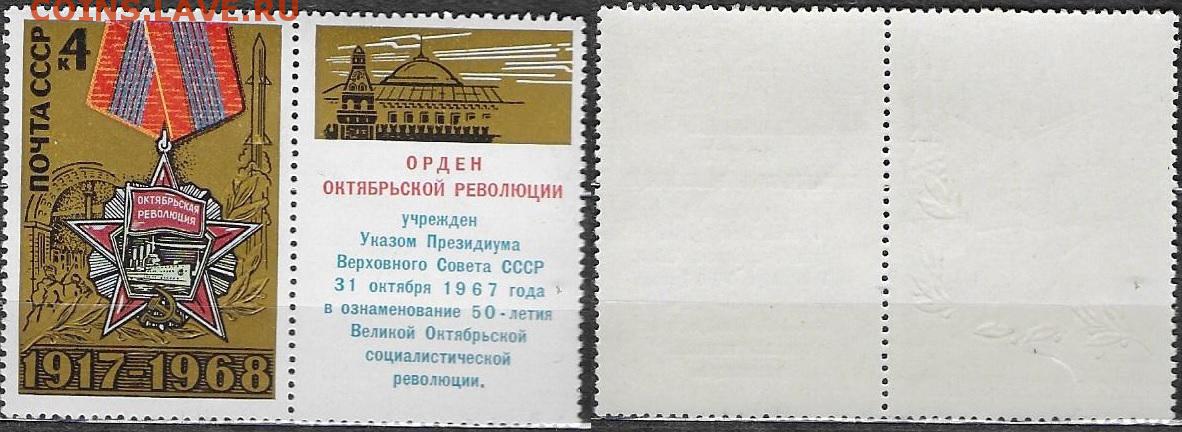 coins.lave.ru
ПОЧТА СССР
4
к
ОКТЯБРЬСКАЯ
РЕВОЛЮЦИЯ
1917-1968
ОРДЕН
ОКТЯБРЬСКОЙ РЕВОЛЮЦИИ
учрежден
Указом Президиума
Верховного Совета СССР
31 октября 1967 года
в ознаменование 50-летия
Великой Октябрьской
социалистической
революции.